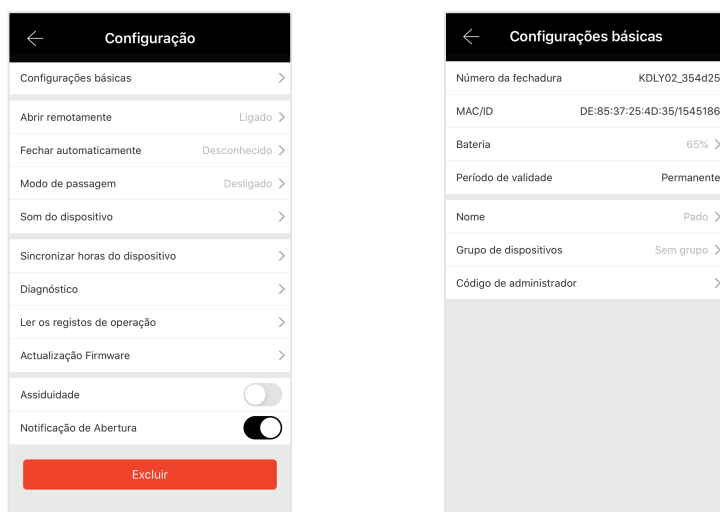 Configuração
Configurações básicas
Abrir remotamente Ligado
Fechar automaticamente Desconhecido
Modo de passagem Desligado
Som do dispositivo
Sincronizar horas do dispositivo
Diagnóstico
Ler os registos de operação
Actualização Firmware
Assiduidade
Notificação de Abertura
Excluir
Configurações básicas
Número da fechadura KDLY02_354d25
MAC/ID DE:85:37:25:4D:35/1545186
Bateria 65%
Período de validade Permanente
Nome Pado
Grupo de dispositivos Sem grupo
Código de administrador